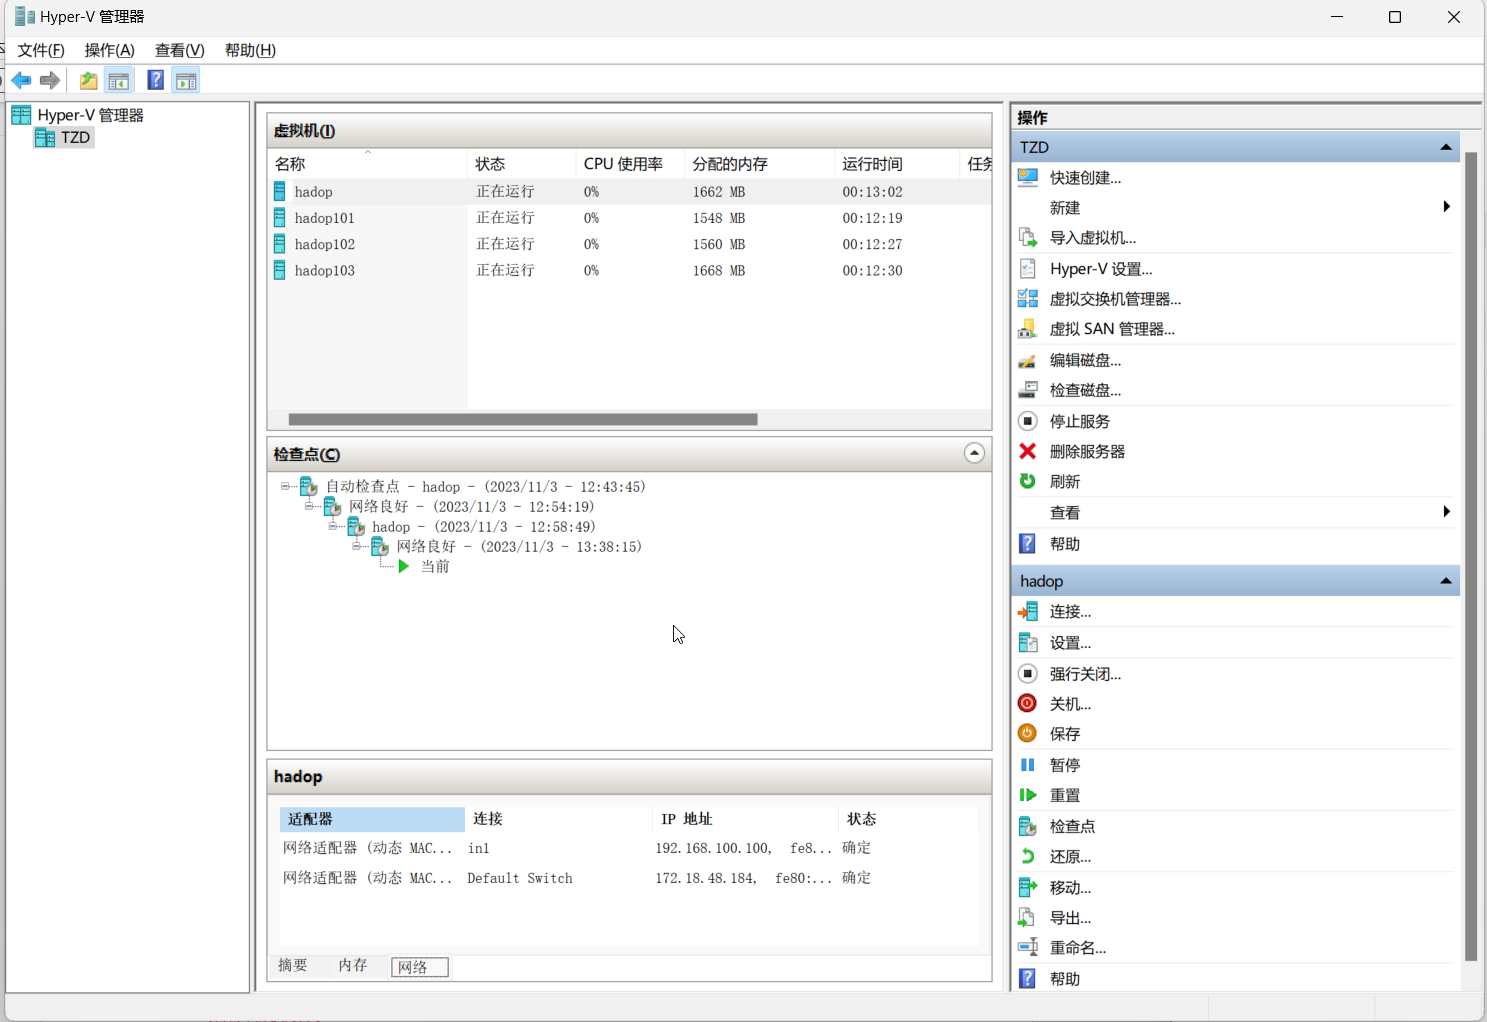 Hyper-V 管理器
文件(F) 操作(A) 查看(V) 帮助(H)
Hyper-V 管理器
TZD
虚拟机(I)
名称 状态 CPU 使用率 分配的内存 运行时间 任务
hadop 正在运行 0% 1662 MB 00:13:02
hadop101 正在运行 0% 1548 MB 00:12:19
hadop102 正在运行 0% 1560 MB 00:12:27
hadop103 正在运行 0% 1668 MB 00:12:30
检查点(C)
自动检查点 - hadop - (2023/11/3 - 12:43:45)
网络良好 - (2023/11/3 - 12:54:19)
hadop - (2023/11/3 - 12:58:49)
网络良好 - (2023/11/3 - 13:38:15)
当前
hadop
适配器 连接 IP 地址 状态
网络适配器 (动态 MAC... in1 192.168.100.100, fe8... 确定
网络适配器 (动态 MAC... Default Switch 172.18.48.184, fe80:... 确定
摘要 内存 网络
操作
TZD
快速创建...
新建
导入虚拟机...
Hyper-V 设置...
虚拟交换机管理器...
虚拟 SAN 管理器...
编辑磁盘...
检查磁盘...
停止服务
删除服务器
刷新
查看
帮助
hadop
连接...
设置...
强行关闭...
关机...
保存
暂停
重置
检查点
还原...
移动...
导出...
重命名...
帮助